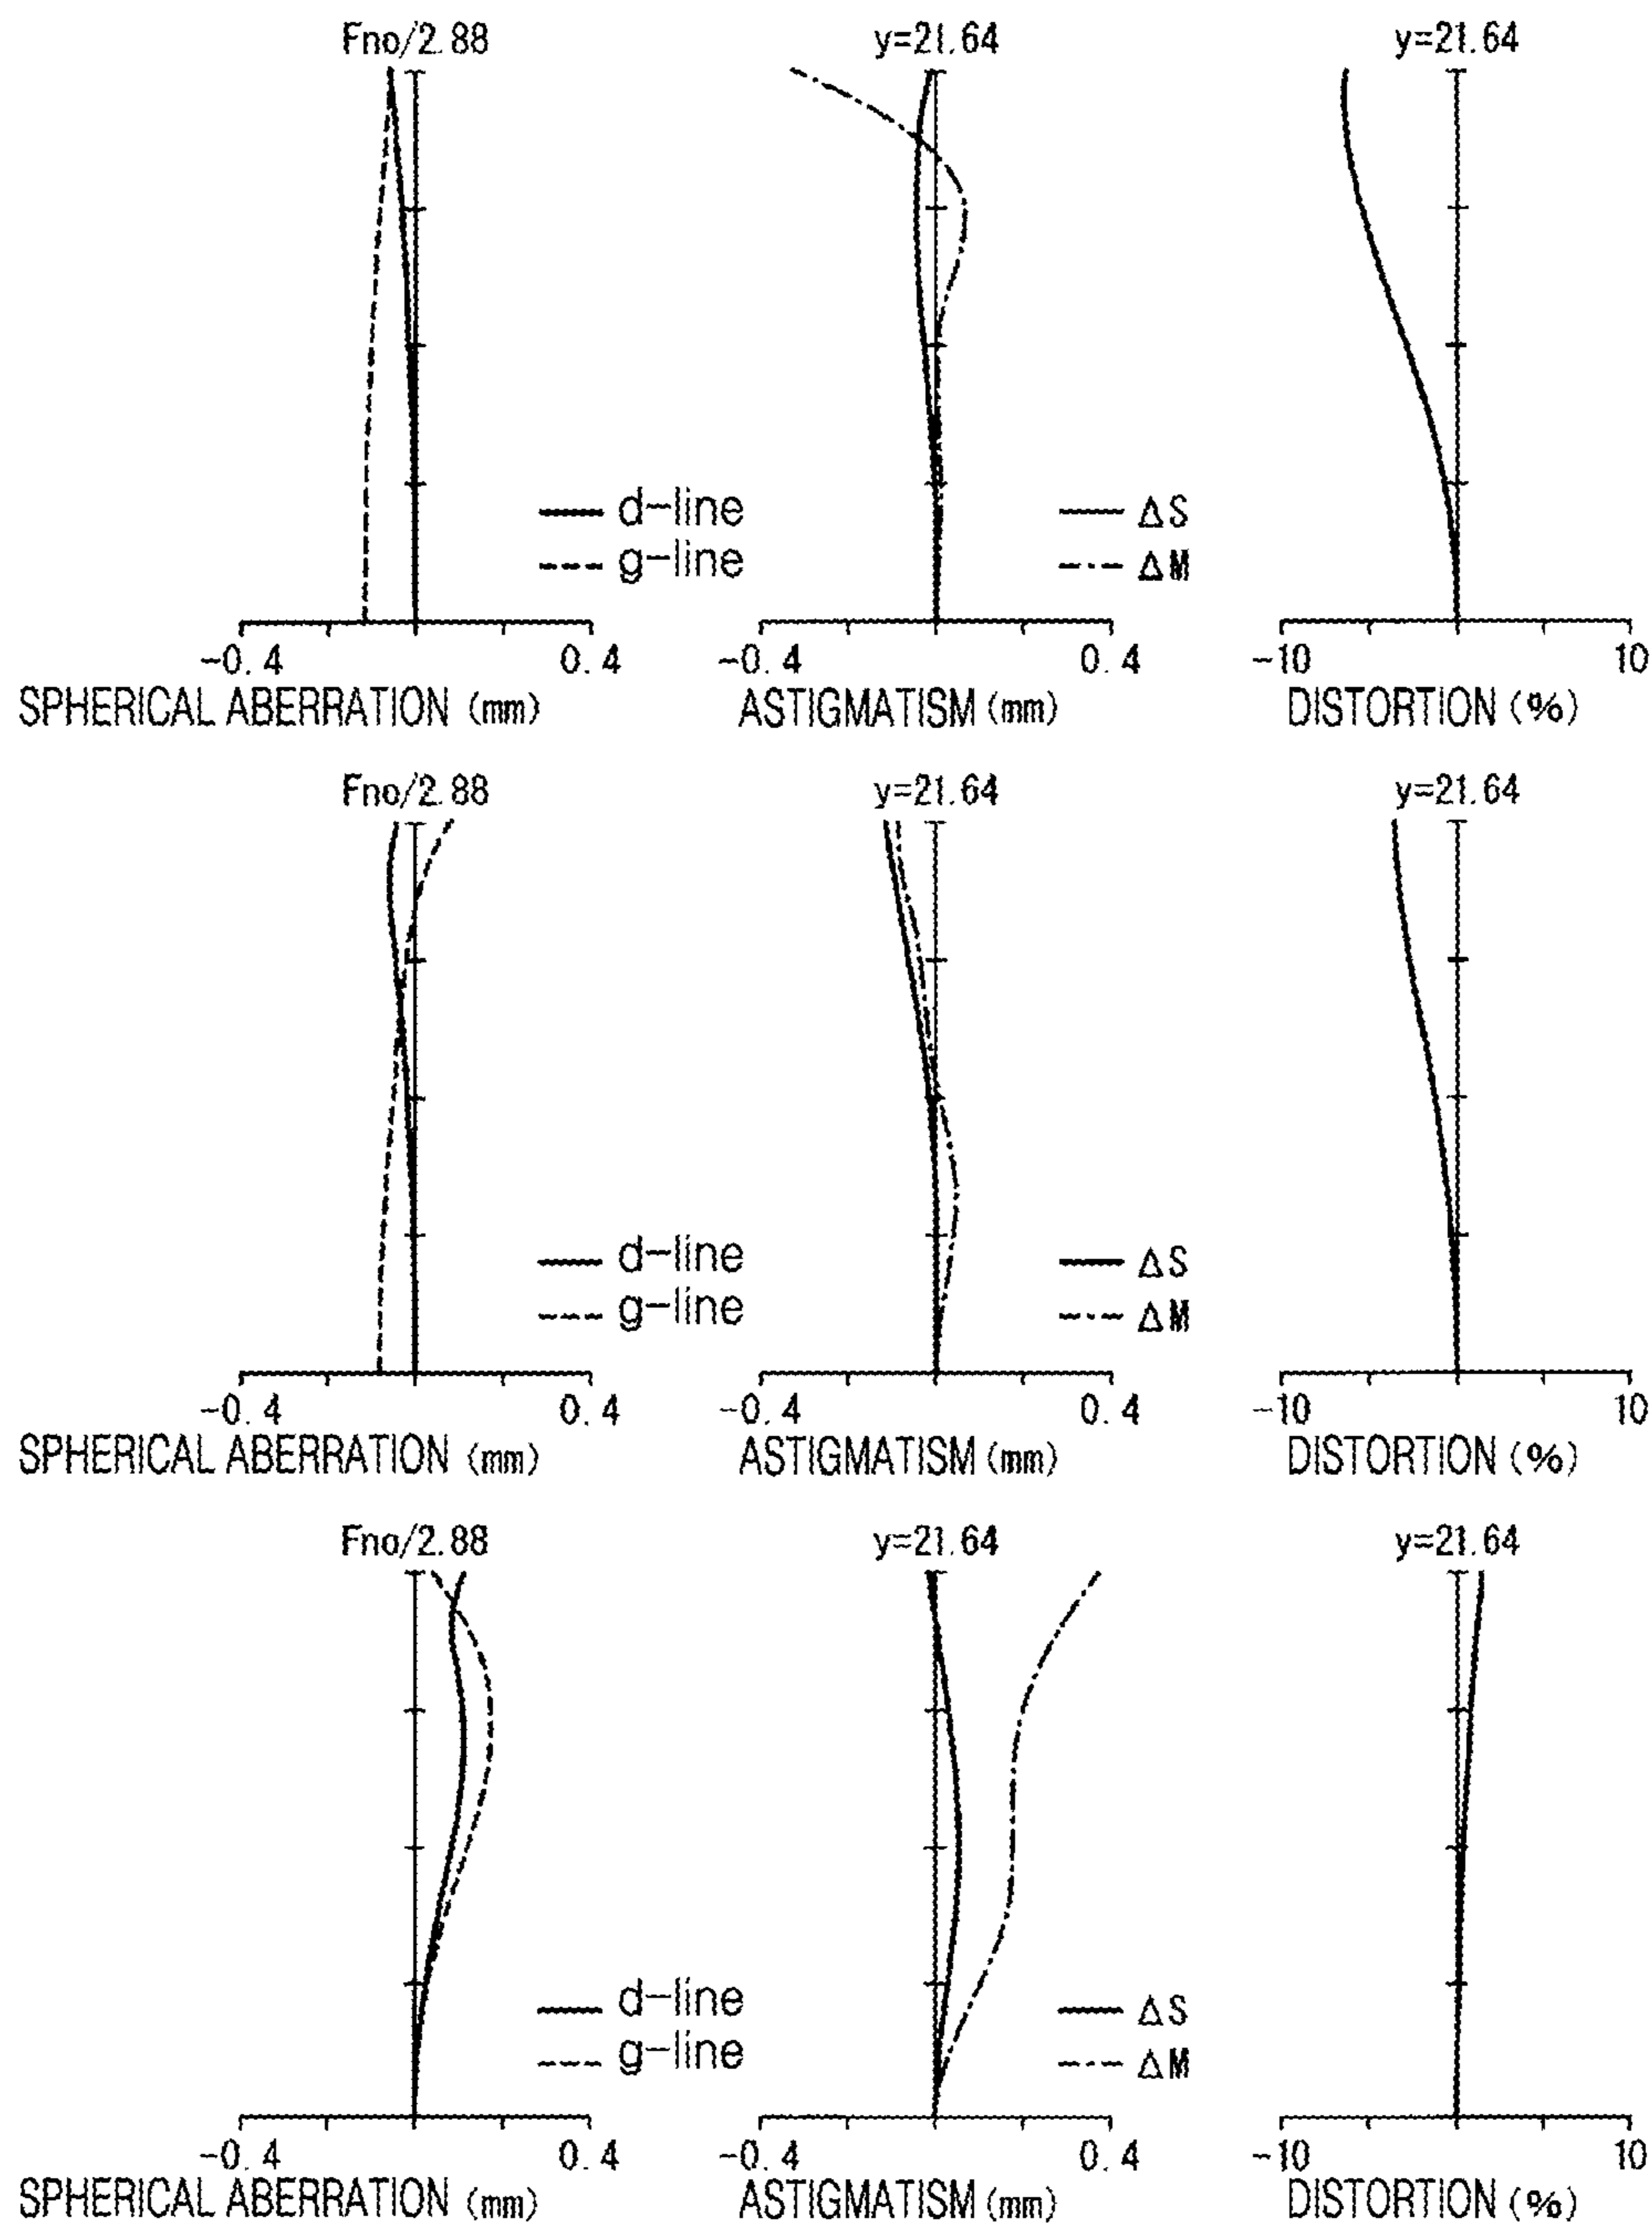 Fno/2.88
y=21.64
y=21.64
d-line
g-line
ΔS
ΔM
-0.4
0.4
-0.4
0.4
-10
10
SPHERICAL ABERRATION (mm)
ASTIGMATISM (mm)
DISTORTION (%)
Fno/2.88
y=21.64
y=21.64
d-line
g-line
ΔS
ΔM
-0.4
0.4
-0.4
0.4
-10
10
SPHERICAL ABERRATION (mm)
ASTIGMATISM (mm)
DISTORTION (%)
Fno/2.88
y=21.64
y=21.64
d-line
g-line
ΔS
ΔM
-0.4
0.4
-0.4
0.4
-10
10
SPHERICAL ABERRATION (mm)
ASTIGMATISM (mm)
DISTORTION (%)